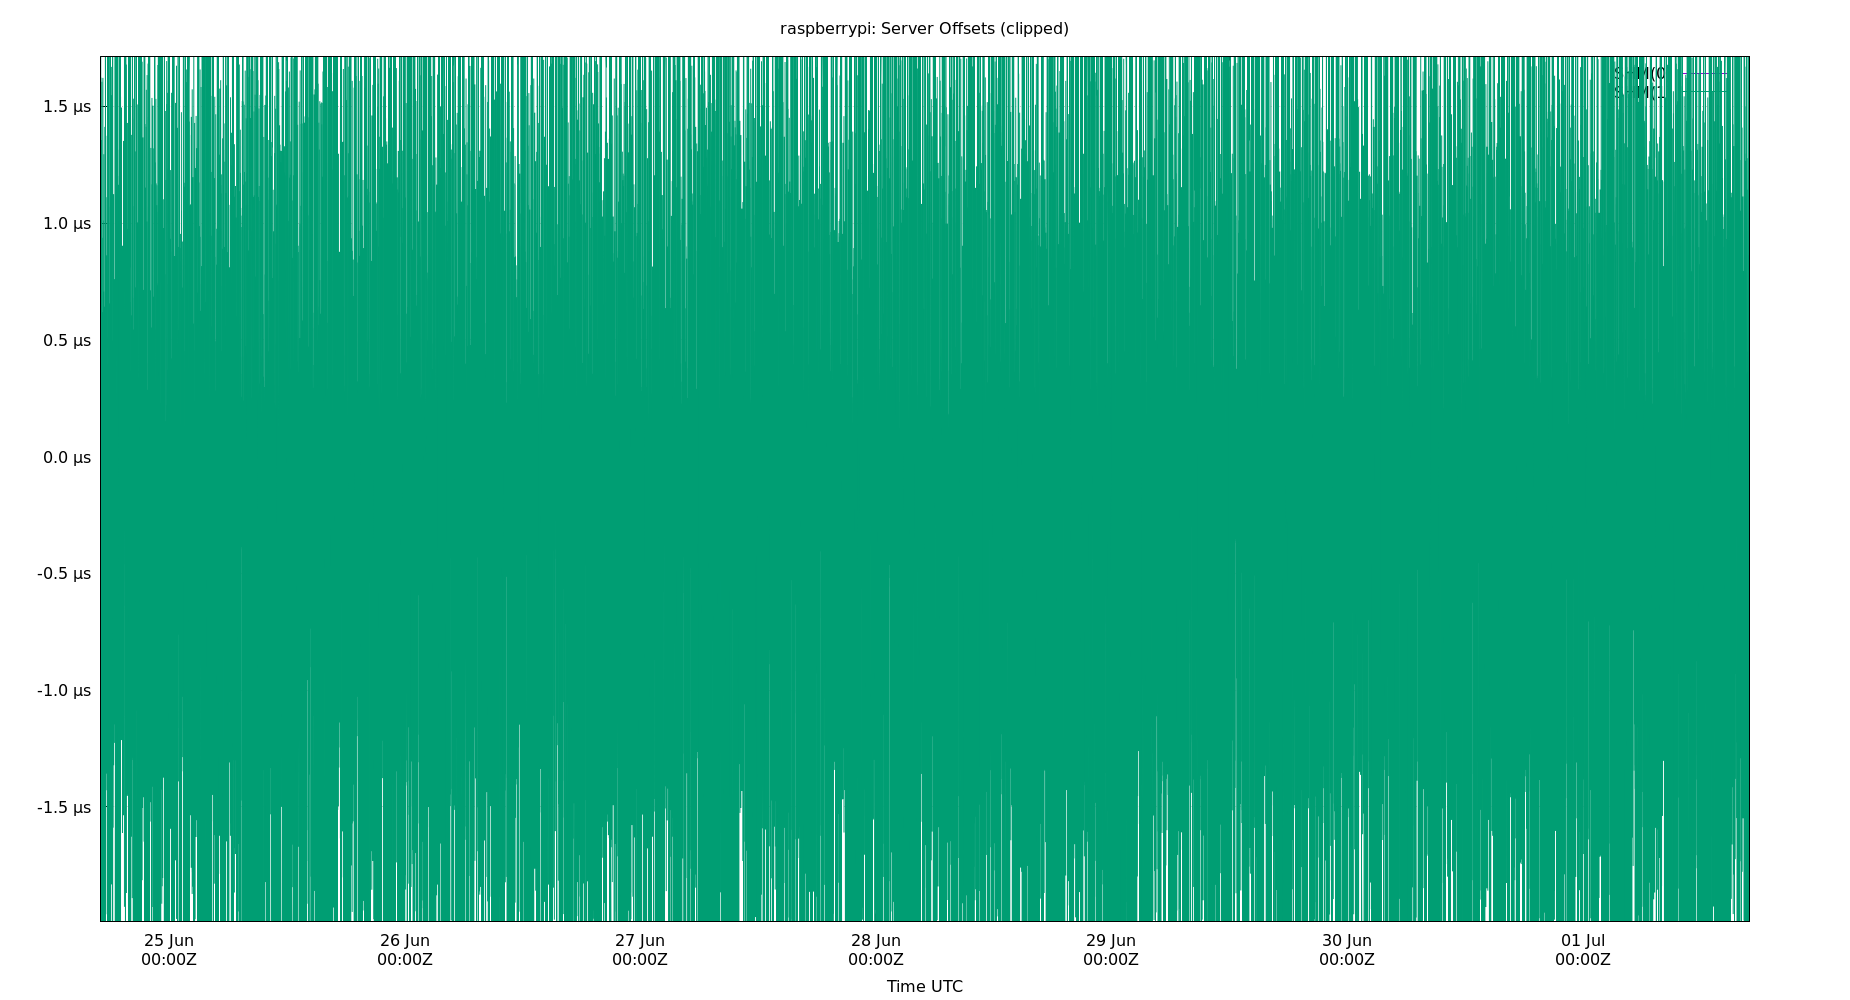 raspberrypi: Server Offsets (clipped)
1.5 µs
1.0 µs
0.5 µs
0.0 µs
-0.5 µs
-1.0 µs
-1.5 µs
25 Jun
00:00Z
26 Jun
00:00Z
27 Jun
00:00Z
28 Jun
00:00Z
29 Jun
00:00Z
30 Jun
00:00Z
01 Jul
00:00Z
Time UTC